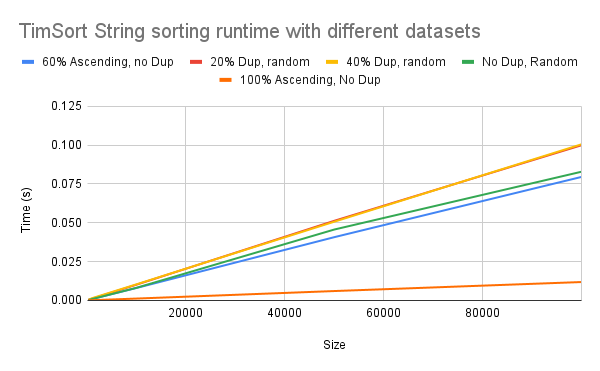 TimSort String sorting runtime with different datasets
60% Ascending, no Dup 20% Dup, random 40% Dup, random No Dup, Random
100% Ascending, No Dup
0.125
0.100
0.075
0.050
0.025
0.000
Time (s)
20000 40000 60000 80000
Size